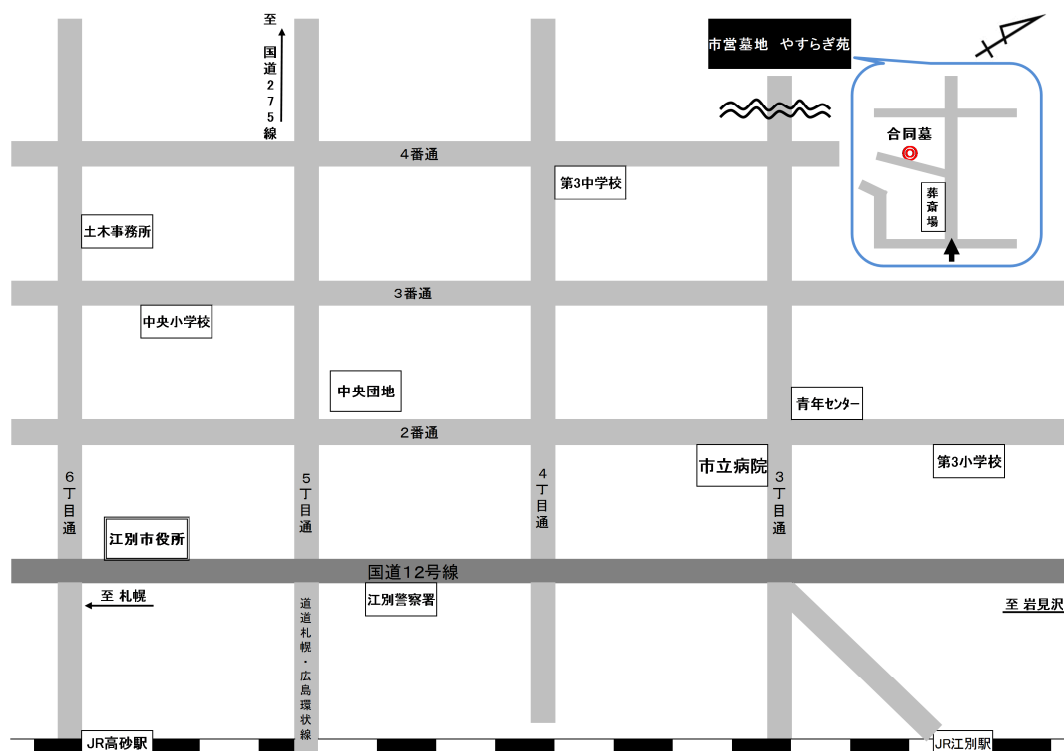 至 国道275線
市営墓地 やすらぎ苑
合同墓
葬斎場
4番通
第3中学校
土木事務所
3番通
中央小学校
中央団地
青年センター
2番通
市立病院
第3小学校
6丁目通
5丁目通
4丁目通
3丁目通
江別市役所
国道12号線
至 札幌
江別警察署
至 岩見沢
道道札幌・広島環状線
JR高砂駅
JR江別駅